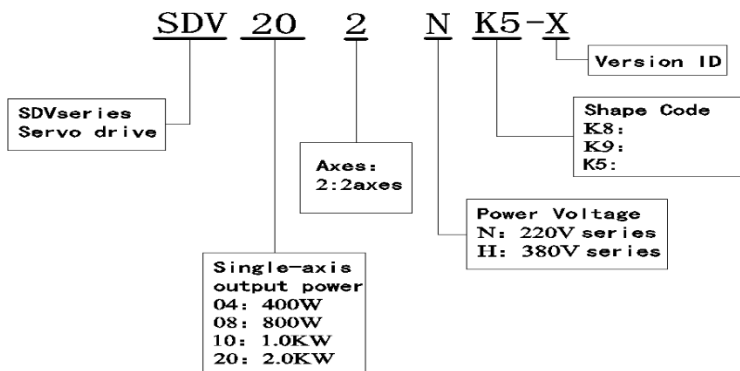 SDV 20 2 N K5-X
Version ID
SDVseries
Servo drive
Shape Code
K8:
K9:
K5:
Axes:
2:2axes
Power Voltage
N: 220V series
H: 380V series
Single-axis
output power
04: 400W
08: 800W
10: 1.0KW
20: 2.0KW